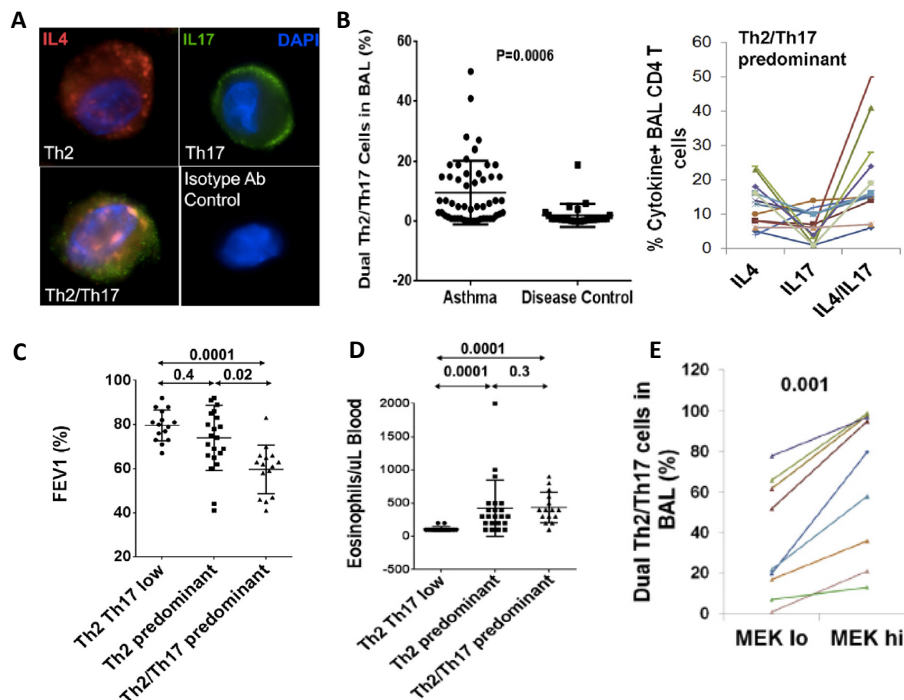 A
IL4
IL17
DAPI
Th2
Th17
Th2/Th17
Isotype Ab
Control
B
Dual Th2/Th17 Cells in BAL (%)
60
40
20
0
-20
P=0.0006
Asthma
Disease Control
% Cytokine+ BAL CD4 T
cells
60
50
40
30
20
10
0
Th2/Th17
predominant
IL4
IL17
IL4/IL17
C
0.0001
0.4
0.02
FEV1 (%)
100
80
60
40
20
Th2 Th17 low
Th2 predominant
Th2/Th17 predominant
D
0.0001
0.0001
0.3
Eosinophils/uL Blood
2000
1500
1000
500
0
-500
Th2 Th17 low
Th2 predominant
Th2/Th17 predominant
E
Dual Th2/Th17 cells in
BAL (%)
120
100
80
60
40
20
0
0.001
MEK lo
MEK hi